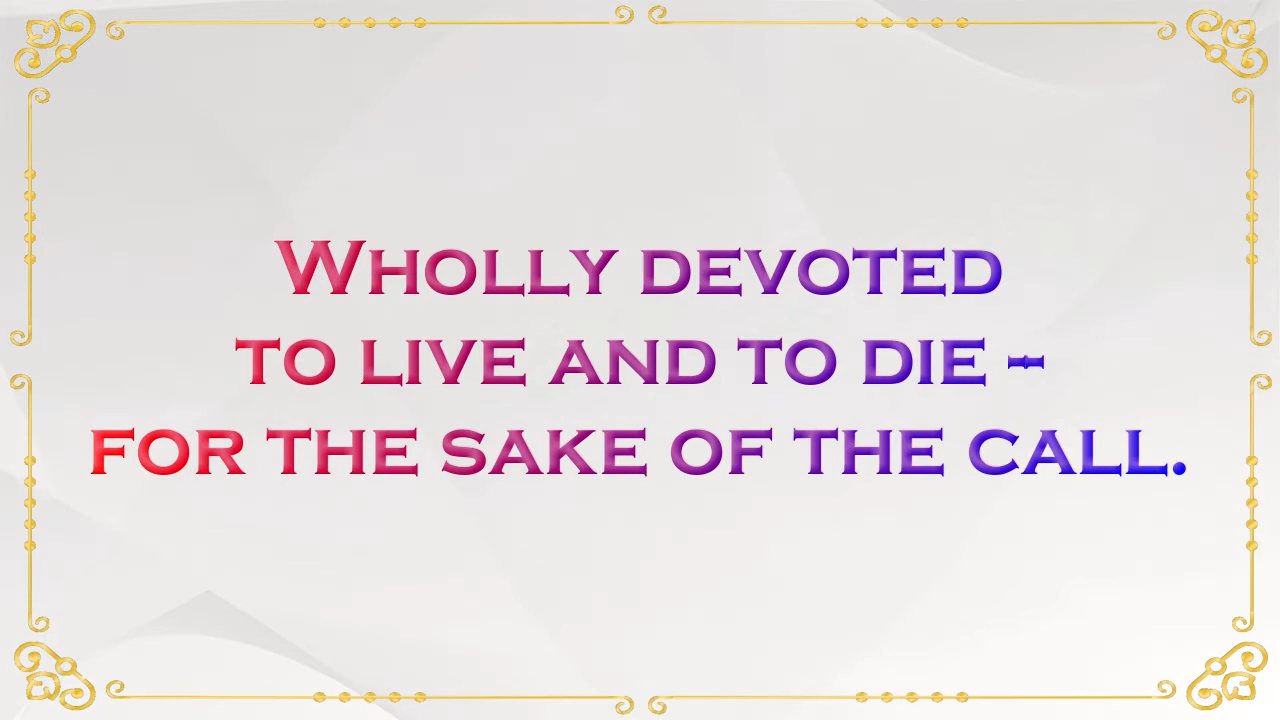 Wholly devoted
to live and to die --
for the sake of the call.